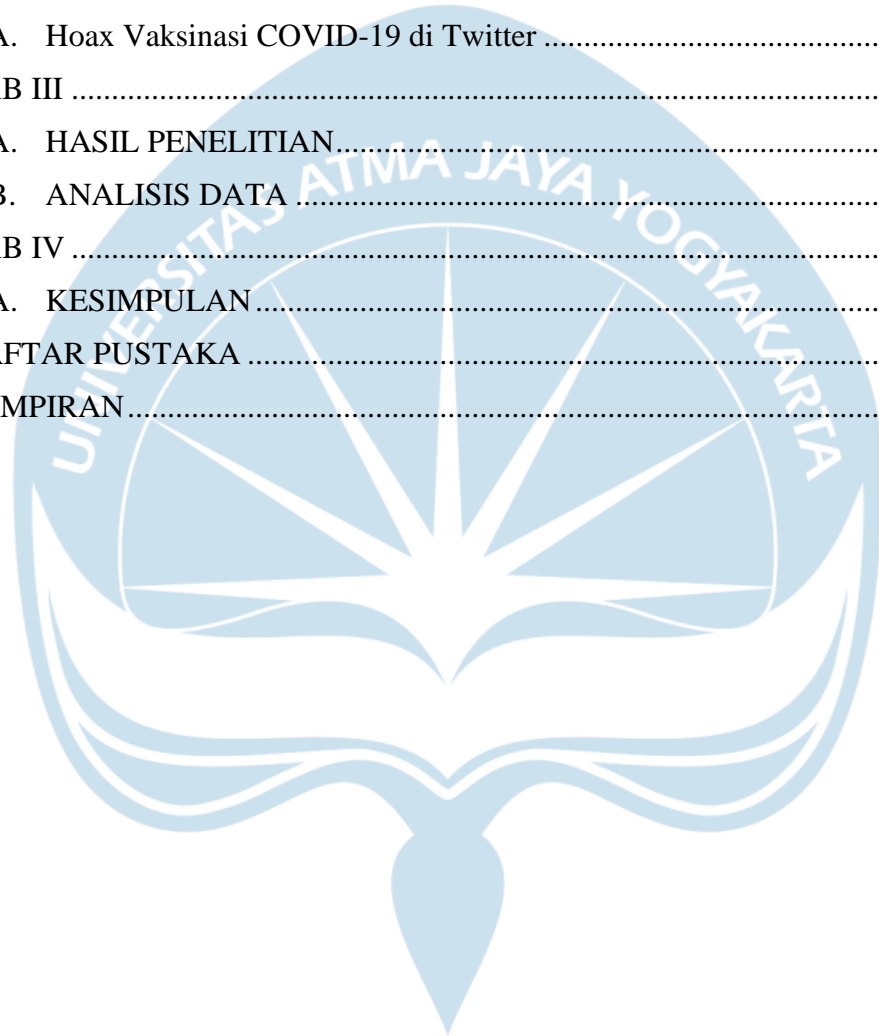 A. Hoax Vaksinasi COVID-19 di Twitter ..........................................
B III ..........................................................................................................
A. HASIL PENELITIAN.....................................................................
B. ANALISIS DATA ..........................................................................
B IV ..........................................................................................................
A. KESIMPULAN...............................................................................
FTAR PUSTAKA ................................................................................
MPIRAN................................................................................................
UNIVERSITAS ATMA JAYA YOGYAKARTA